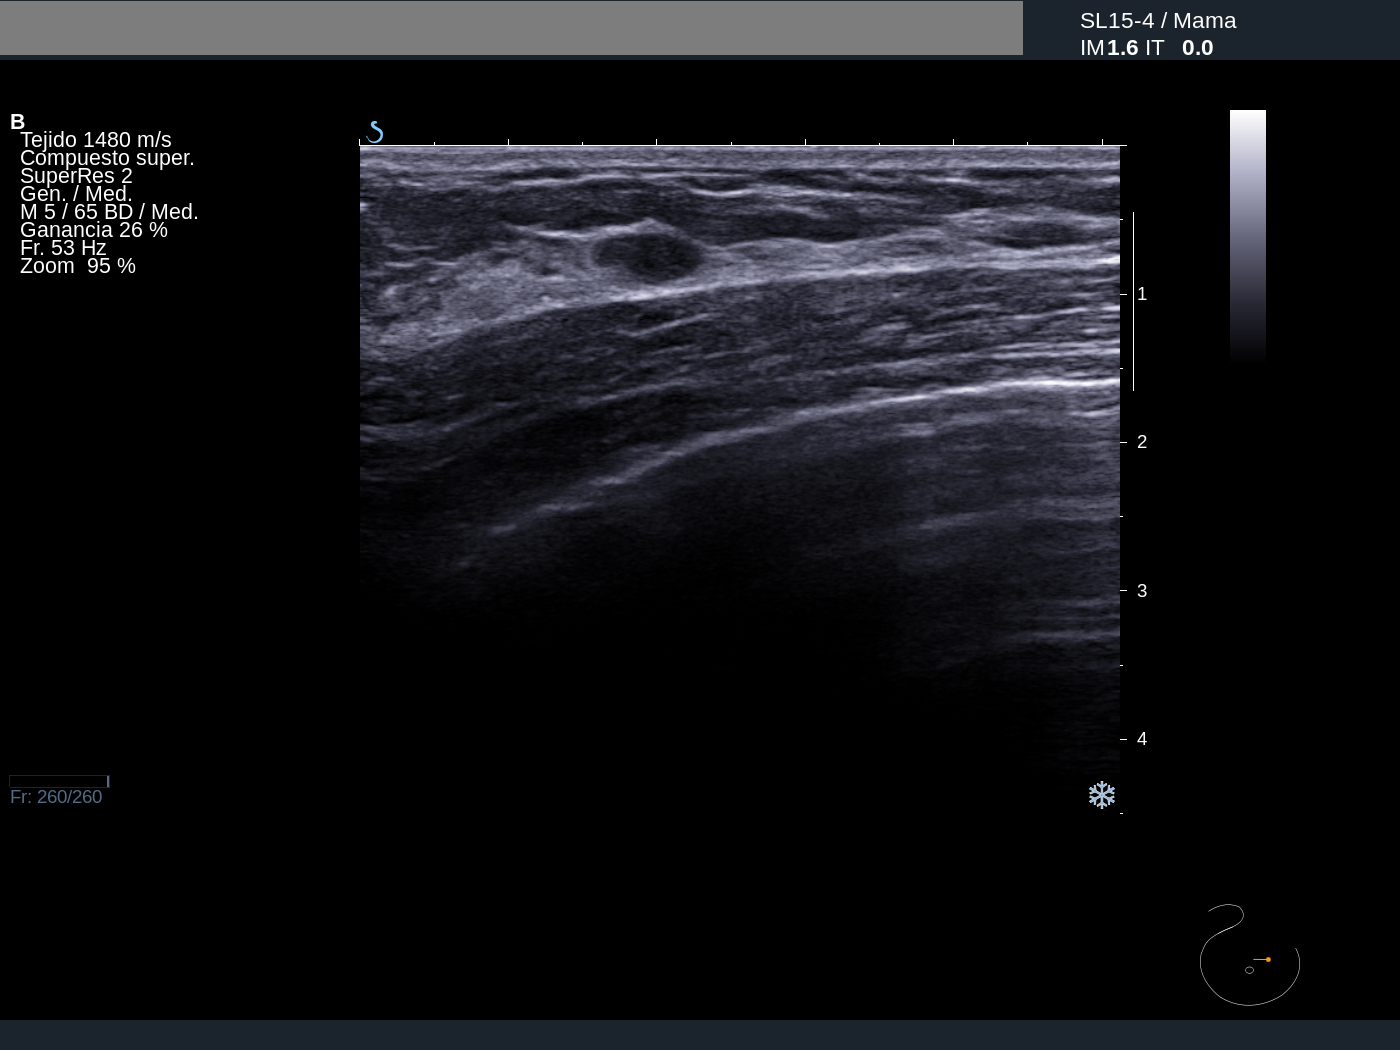 SL15-4 / Mama
IM 1.6 IT 0.0
B
Tejido 1480 m/s
Compuesto super.
SuperRes 2
Gen. / Med.
M 5 / 65 BD / Med.
Ganancia 26 %
Fr. 53 Hz
Zoom 95 %
1
2
3
4
Fr: 260/260